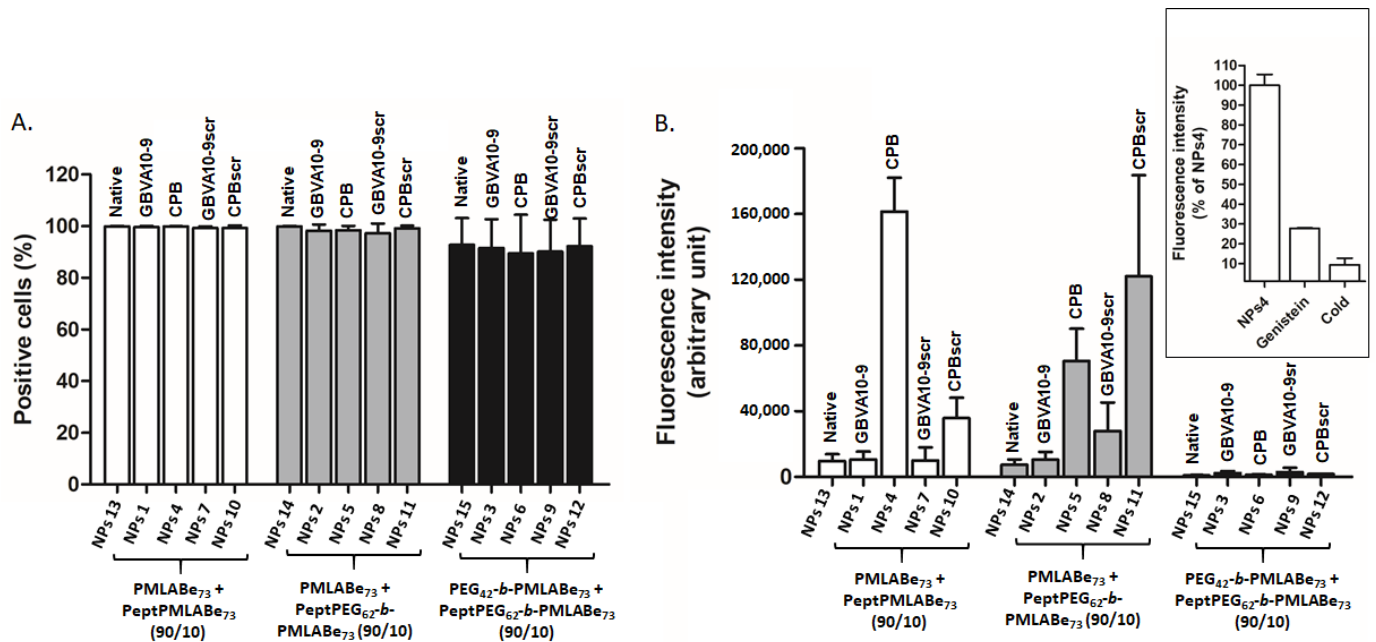 A.
Positive cells (%)
120
100
80
60
40
20
0
Native
GBVA10-9
CPB
GBVA10-9scr
CPBscr
Native
GBVA10-9
CPB
GBVA10-9scr
CPBscr
Native
GBVA10-9
CPB
GBVA10-9scr
CPBscr
NPs 13
NPs 1
NPs 4
NPs 7
NPs 10
NPs 14
NPs 2
NPs 5
NPs 8
NPs 11
NPs 15
NPs 3
NPs 6
NPs 9
NPs 12
PMLABe73 +
PeptPMLABe73
(90/10)
PMLABe73 +
PeptPEG62-b-
PMLABe73 (90/10)
PEG42-b-PMLABe73 +
PeptPEG62-b-PMLABe73
(90/10)
B.
Fluorescence intensity
(arbitrary unit)
200,000
160,000
120,000
80,000
40,000
0
Native
GBVA10-9
CPB
GBVA10-9scr
CPBscr
Native
GBVA10-9
CPB
GBVA10-9scr
CPBscr
Native
GBVA10-9
CPB
GBVA10-9sr
CPBscr
NPs 13
NPs 1
NPs 4
NPs 7
NPs 10
NPs 14
NPs 2
NPs 5
NPs 8
NPs 11
NPs 15
NPs 3
NPs 6
NPs 9
NPs 12
PMLABe73 +
PeptPMLABe73
(90/10)
PMLABe73 +
PeptPEG62-b-
PMLABe73 (90/10)
PEG42-b-PMLABe73 +
PeptPEG62-b-PMLABe73
(90/10)
Fluorescence intensity
(% of NPs4)
110
100
90
80
70
60
50
40
30
20
10
NPs4
Genistein
Cold